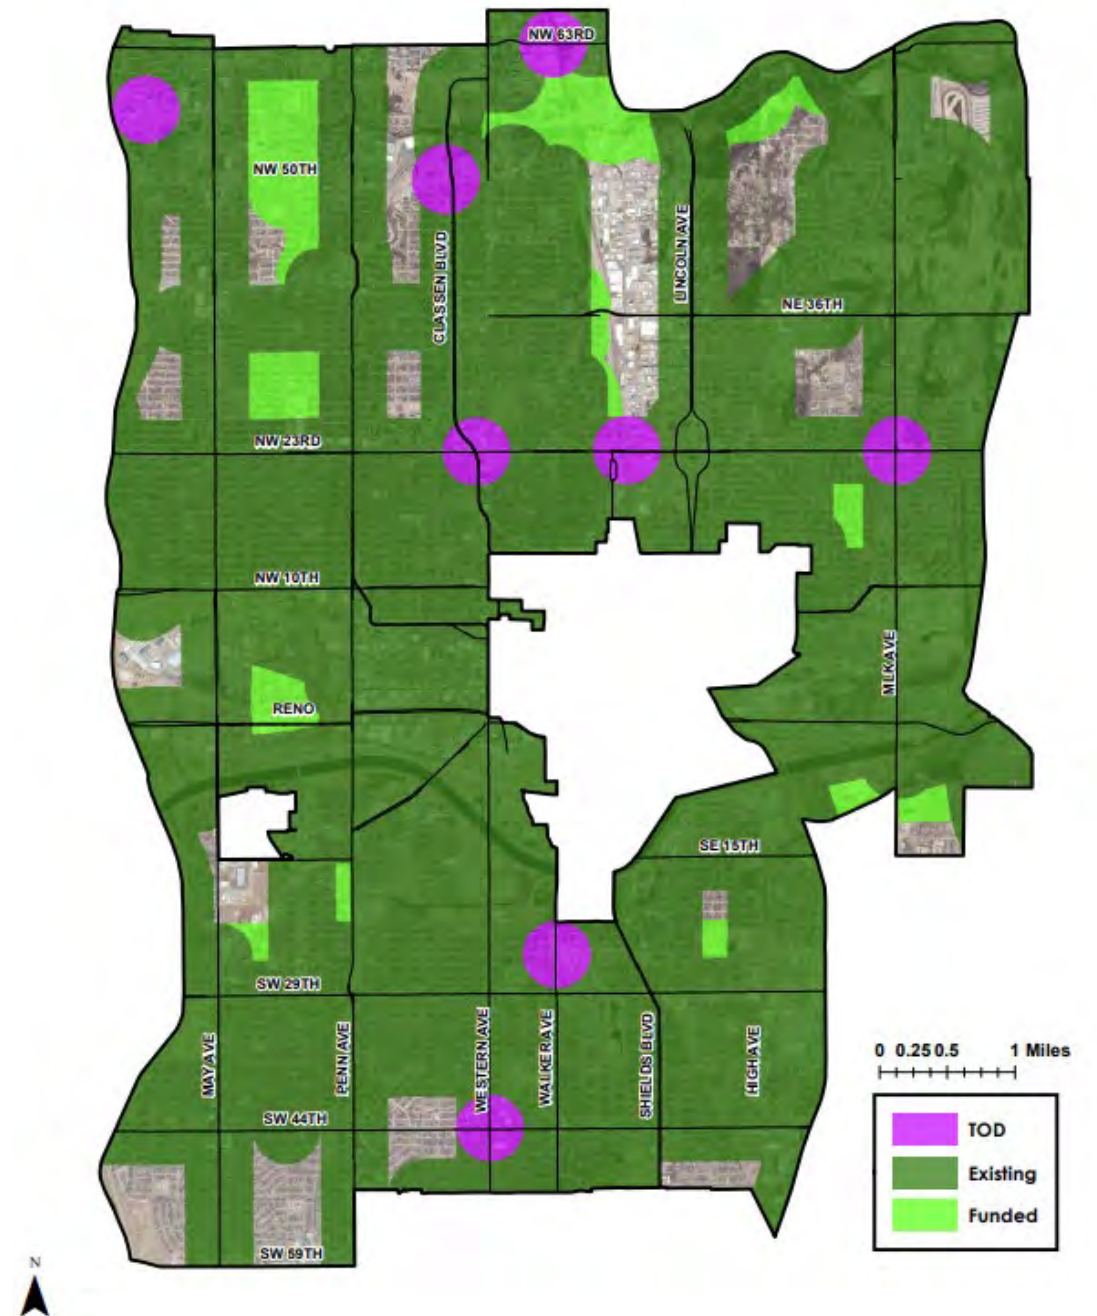 NW 63RD
NW 50TH
CLASSEN BLVD
LINCOLN AVE
NE 36TH
NW 23RD
NW 10TH
MLK AVE
RENO
SE 15TH
SW 29TH
MAY AVE
PENN AVE
WESTERN AVE
WALKER AVE
SHIELDS BLVD
HIGH AVE
0 0.25 0.5 1 Miles
SW 44TH
TOD
Existing
Funded
SW 59TH
N